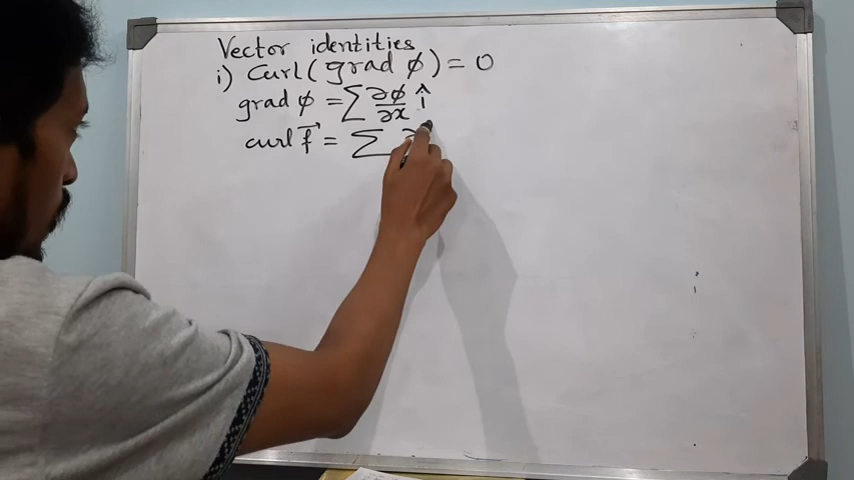 Vector identities
i) Curl( grad ϕ) = 0
grad ϕ = ∑ ∂ϕ/∂x î
curl f⃗ = ∑ ∂